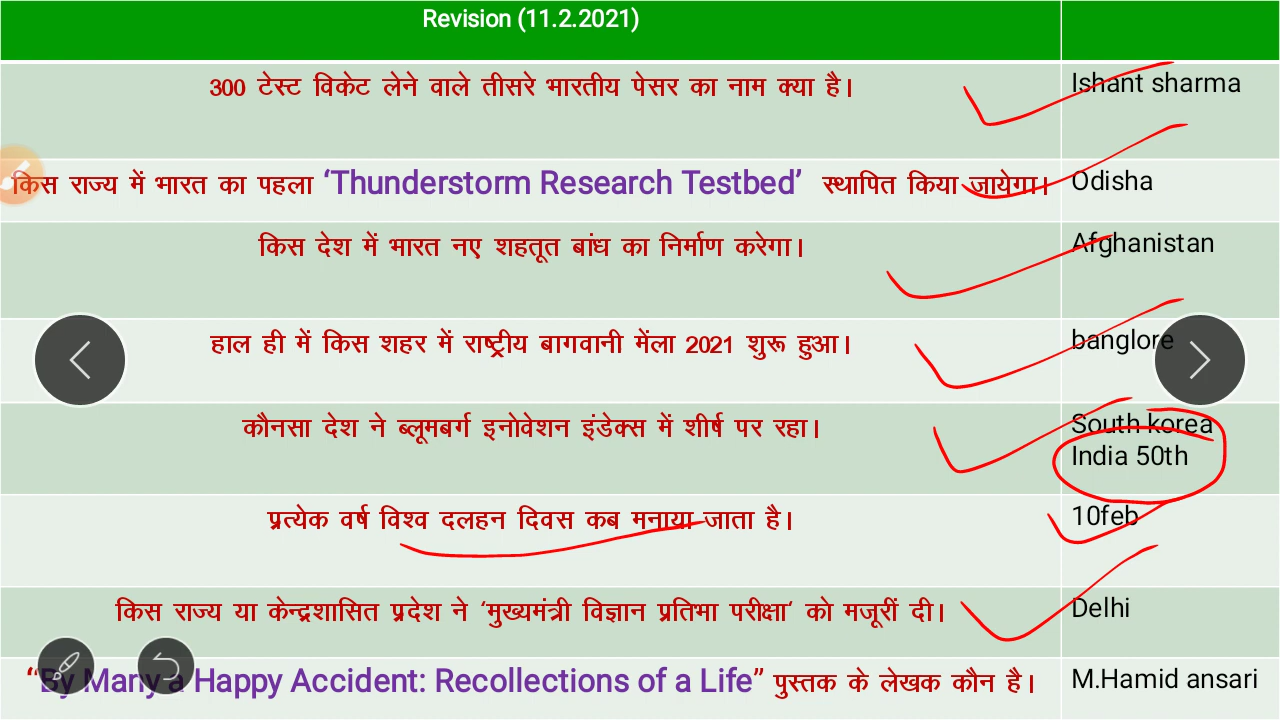 Revision (11.2.2021)
300 टेस्ट विकेट लेने वाले तीसरे भारतीय पेसर का नाम क्या है।
Ishant sharma
किस राज्य में भारत का पहला ‘Thunderstorm Research Testbed’ स्थापित किया जायेगा।
Odisha
किस देश में भारत नए शहतूत बांध का निर्माण करेगा।
Afghanistan
हाल ही में किस शहर में राष्ट्रीय बागवानी मेंला 2021 शुरू हुआ।
banglore
कौनसा देश ने ब्लूमबर्ग इनोवेशन इंडेक्स में शीर्ष पर रहा।
South korea
India 50th
प्रत्येक वर्ष विश्व दलहन दिवस कब मनाया जाता है।
10feb
किस राज्य या केन्द्रशासित प्रदेश ने ‘मुख्यमंत्री विज्ञान प्रतिभा परीक्षा‘ को मजूरीं दी।
Delhi
“By Many a Happy Accident: Recollections of a Life” पुस्तक के लेखक कौन है।
M.Hamid ansari